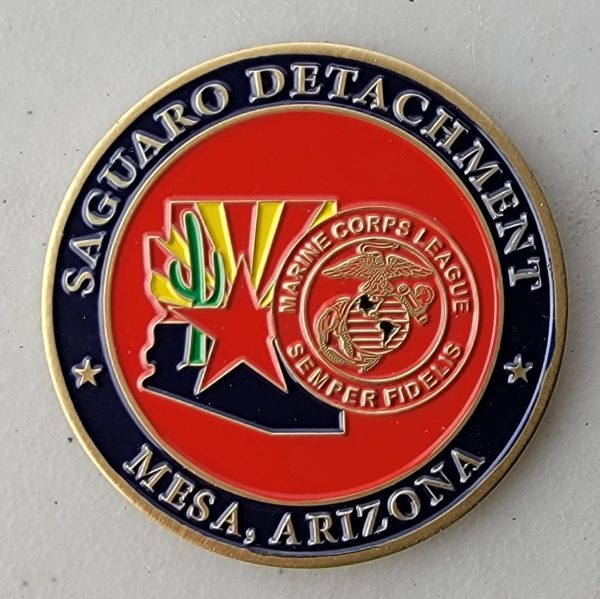 SAGUARO DETACHMENT
MARINE CORPS LEAGUE
SEMPER FIDELIS
MESA, ARIZONA